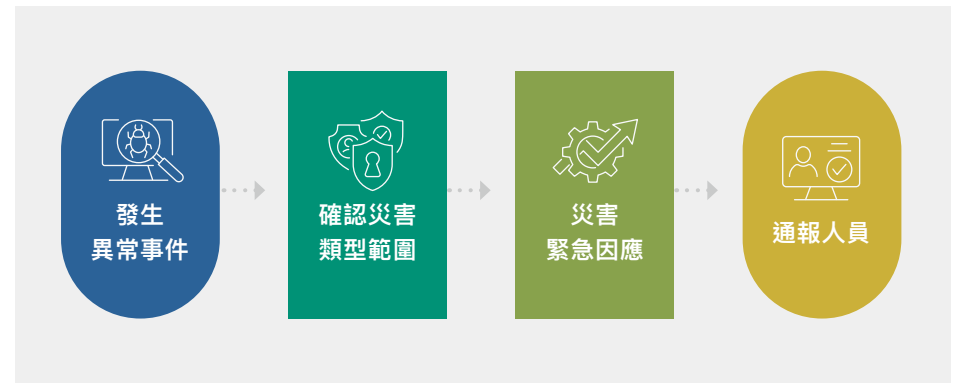 發生
異常事件
確認災害
類型範圍
災害
緊急因應
通報人員